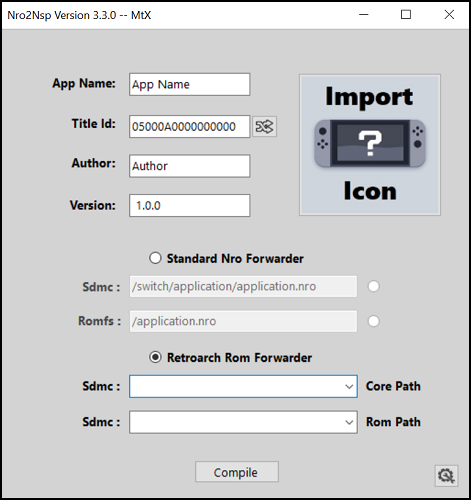 Nro2Nsp Version 3.3.0 -- MtX
App Name: App Name
Title Id: 05000A0000000000
Author: Author
Version: 1.0.0
Import
?
Icon
Standard Nro Forwarder
Sdmc : /switch/application/application.nro
Romfs : /application.nro
Retroarch Rom Forwarder
Sdmc : Core Path
Sdmc : Rom Path
Compile